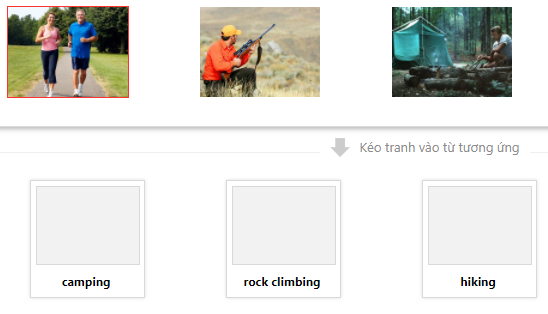 Kéo tranh vào từ tương ứng
camping
rock climbing
hiking